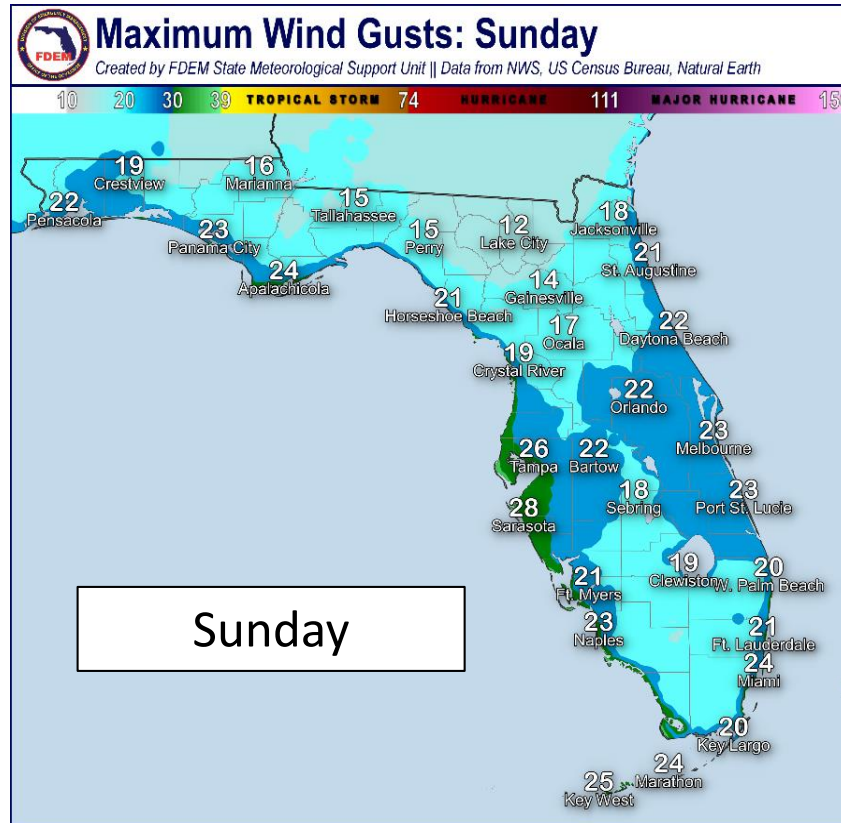 Maximum Wind Gusts: Sunday
FDEM
Created by FDEM State Meteorological Support Unit || Data from NWS, US Census Bureau, Natural Earth
10 20 30 39 TROPICAL STORM 74 HURRICANE 111 MAJOR HURRICANE 15
19
Crestview
16
Marianna
22
Pensacola
15
Tallahassee
18
Jacksonville
23
Panama City
15
Perry
12
Lake City
21
St. Augustine
24
Apalachicola
14
Gainesville
21
Horseshoe Beach
17
Ocala
22
Daytona Beach
19
Crystal River
22
Orlando
23
Melbourne
26
Tampa
22
Bartow
18
Sebring
23
Port St. Lucie
28
Sarasota
19
Clewiston
20
W. Palm Beach
21
Ft. Myers
Sunday
23
Naples
21
Ft. Lauderdale
24
Miami
20
Key Largo
24
Marathon
25
Key West